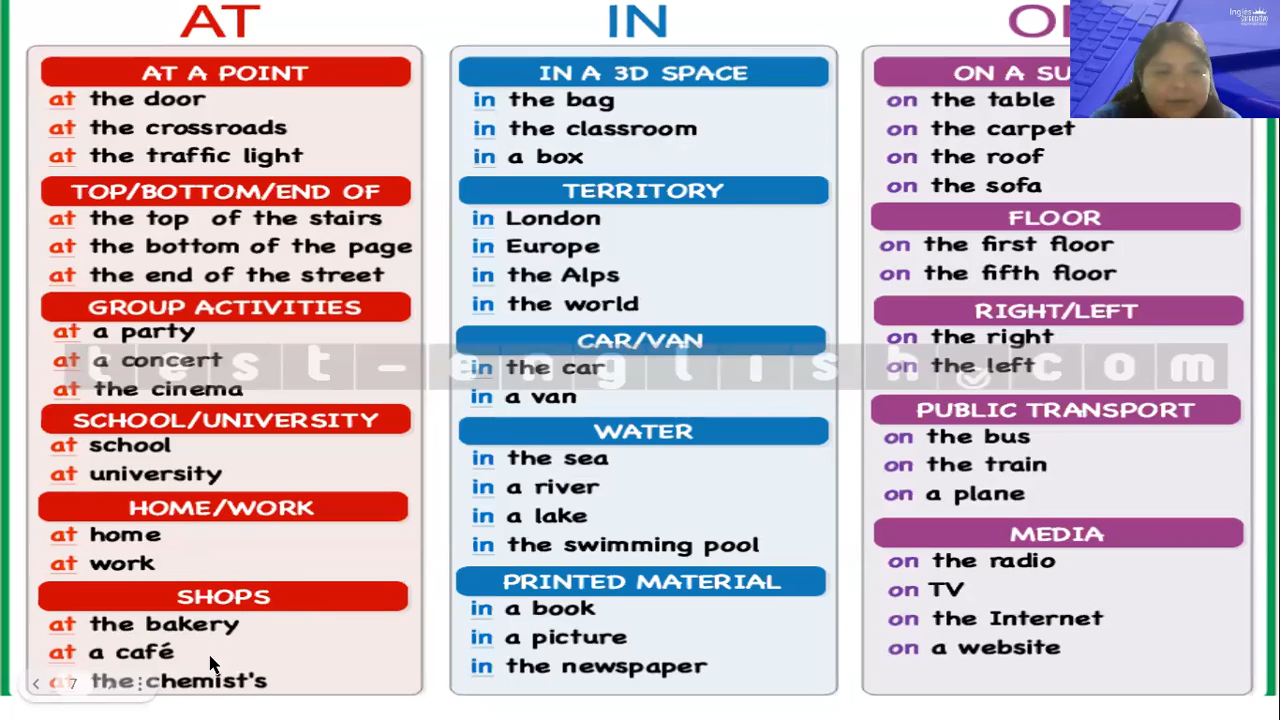 AT
AT A POINT
at the door
at the crossroads
at the traffic light
TOP/BOTTOM/END OF
at the top of the stairs
at the bottom of the page
at the end of the street
GROUP ACTIVITIES
at a party
at a concert
at the cinema
SCHOOL/UNIVERSITY
at school
at university
HOME/WORK
at home
at work
SHOPS
at the bakery
at a café
at the chemist's
IN
IN A 3D SPACE
in the bag
in the classroom
in a box
TERRITORY
in London
in Europe
in the Alps
in the world
CAR/VAN
in the car
in a van
WATER
in the sea
in a river
in a lake
in the swimming pool
PRINTED MATERIAL
in a book
in a picture
in the newspaper
ON A SU
on the table
on the carpet
on the roof
on the sofa
FLOOR
on the first floor
on the fifth floor
RIGHT/LEFT
on the right
on the left
PUBLIC TRANSPORT
on the bus
on the train
on a plane
MEDIA
on the radio
on TV
on the Internet
on a website
test-english.com
7
Ingles